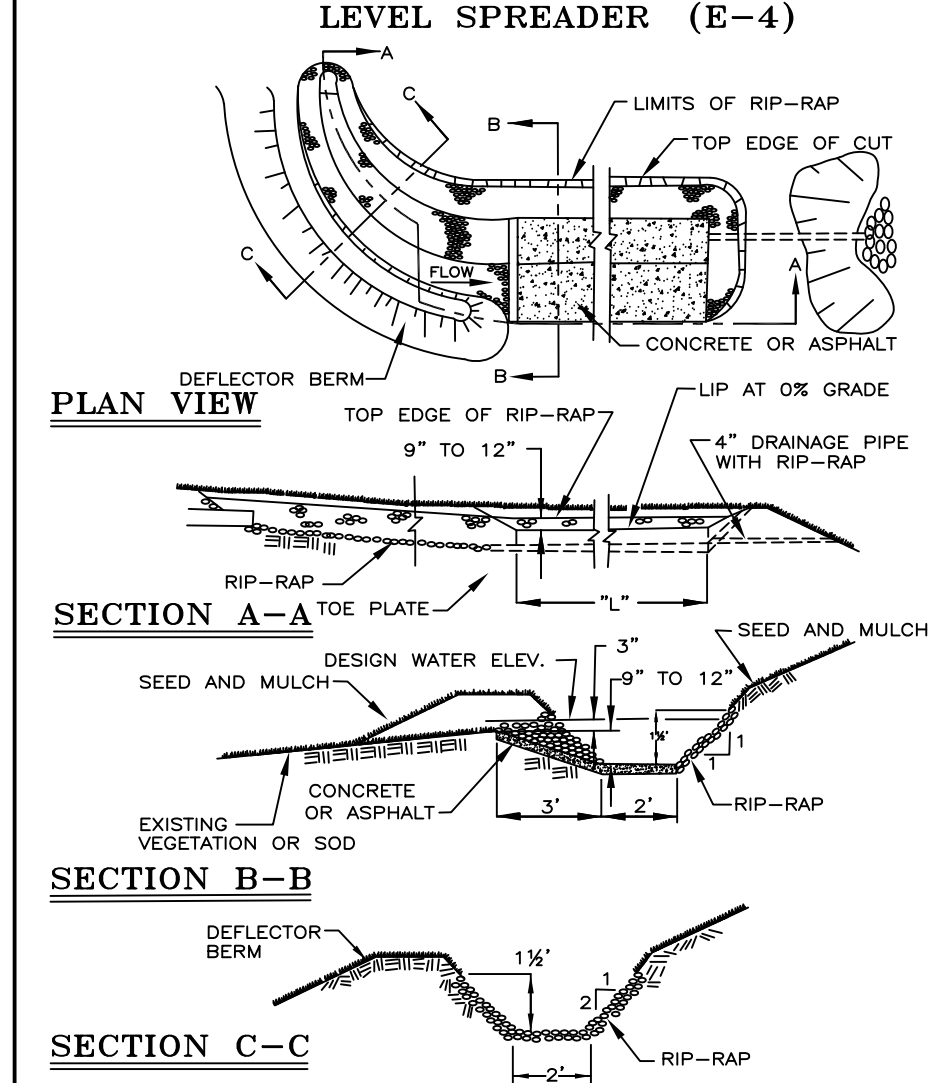 LEVEL SPREADER (E-4)
A
C
B
LIMITS OF RIP-RAP
TOP EDGE OF CUT
C
FLOW
A
CONCRETE OR ASPHALT
B
DEFLECTOR BERM
PLAN VIEW
LIP AT 0% GRADE
TOP EDGE OF RIP-RAP
9" TO 12"
4" DRAINAGE PIPE
WITH RIP-RAP
RIP-RAP
"L"
SECTION A-A
TOE PLATE
SEED AND MULCH
3"
DESIGN WATER ELEV.
9" TO 12"
SEED AND MULCH
1½'
1
1
CONCRETE
OR ASPHALT
3'
2'
RIP-RAP
EXISTING
VEGETATION OR SOD
SECTION B-B
DEFLECTOR
BERM
1½'
1
2
SECTION C-C
RIP-RAP
2'